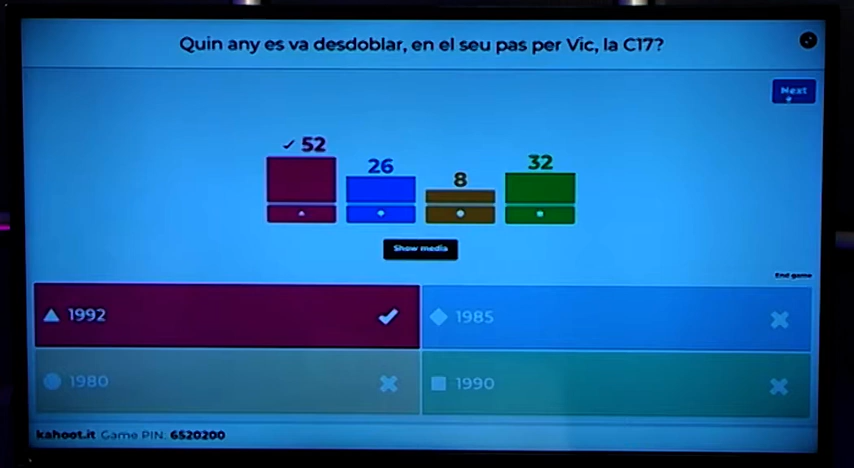 Quin any es va desdoblar, en el seu pas per Vic, la C17?
Next
52
26
8
32
Show media
End game
1992
1985
1980
1990
kahoot.it Game PIN: 6520200